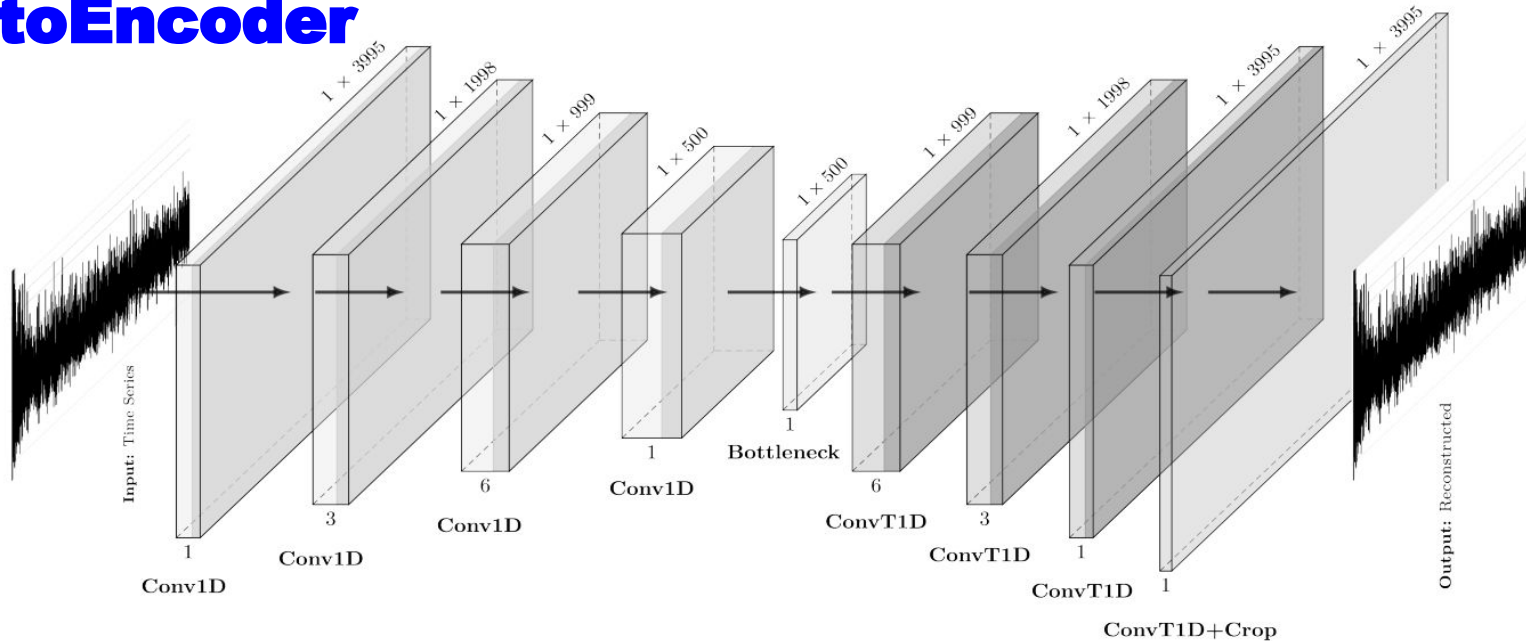 toEncoder
Input: Time Series
1 × 3995
1
Conv1D
1 × 1998
3
Conv1D
1 × 999
6
Conv1D
1 × 500
1
Conv1D
1 × 500
1
Bottleneck
1 × 999
6
ConvT1D
1 × 1998
3
ConvT1D
1 × 3995
1
ConvT1D
1 × 3995
1
ConvT1D+Crop
Output: Reconstructed